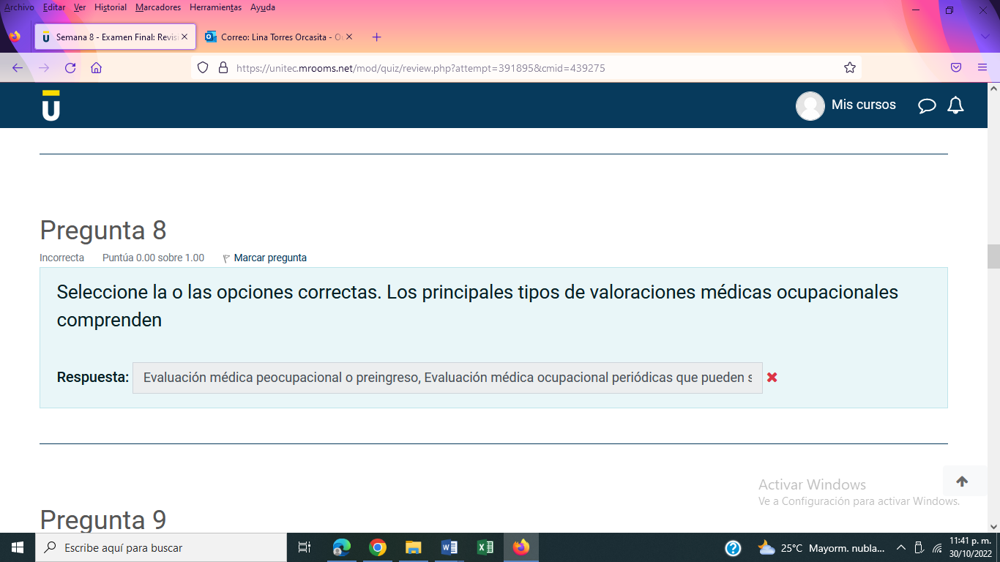 Archivo Editar Ver Historial Marcadores Herramientas Ayuda
Semana 8 - Examen Final: Revis
Correo: Lina Torres Orcasita - O
https://unitec.mrooms.net/mod/quiz/review.php?attempt=391895&cmid=439275
U
Mis cursos
Pregunta 8
Incorrecta Puntúa 0.00 sobre 1.00 Marcar pregunta
Seleccione la o las opciones correctas. Los principales tipos de valoraciones médicas ocupacionales
comprenden
Respuesta: Evaluación médica peocupacional o preingreso, Evaluación médica ocupacional periódicas que pueden s
Activar Windows
Ve a Configuración para activar Windows.
Pregunta 9
Escribe aquí para buscar
25°C Mayorm. nubla...
11:41 p. m.
30/10/2022